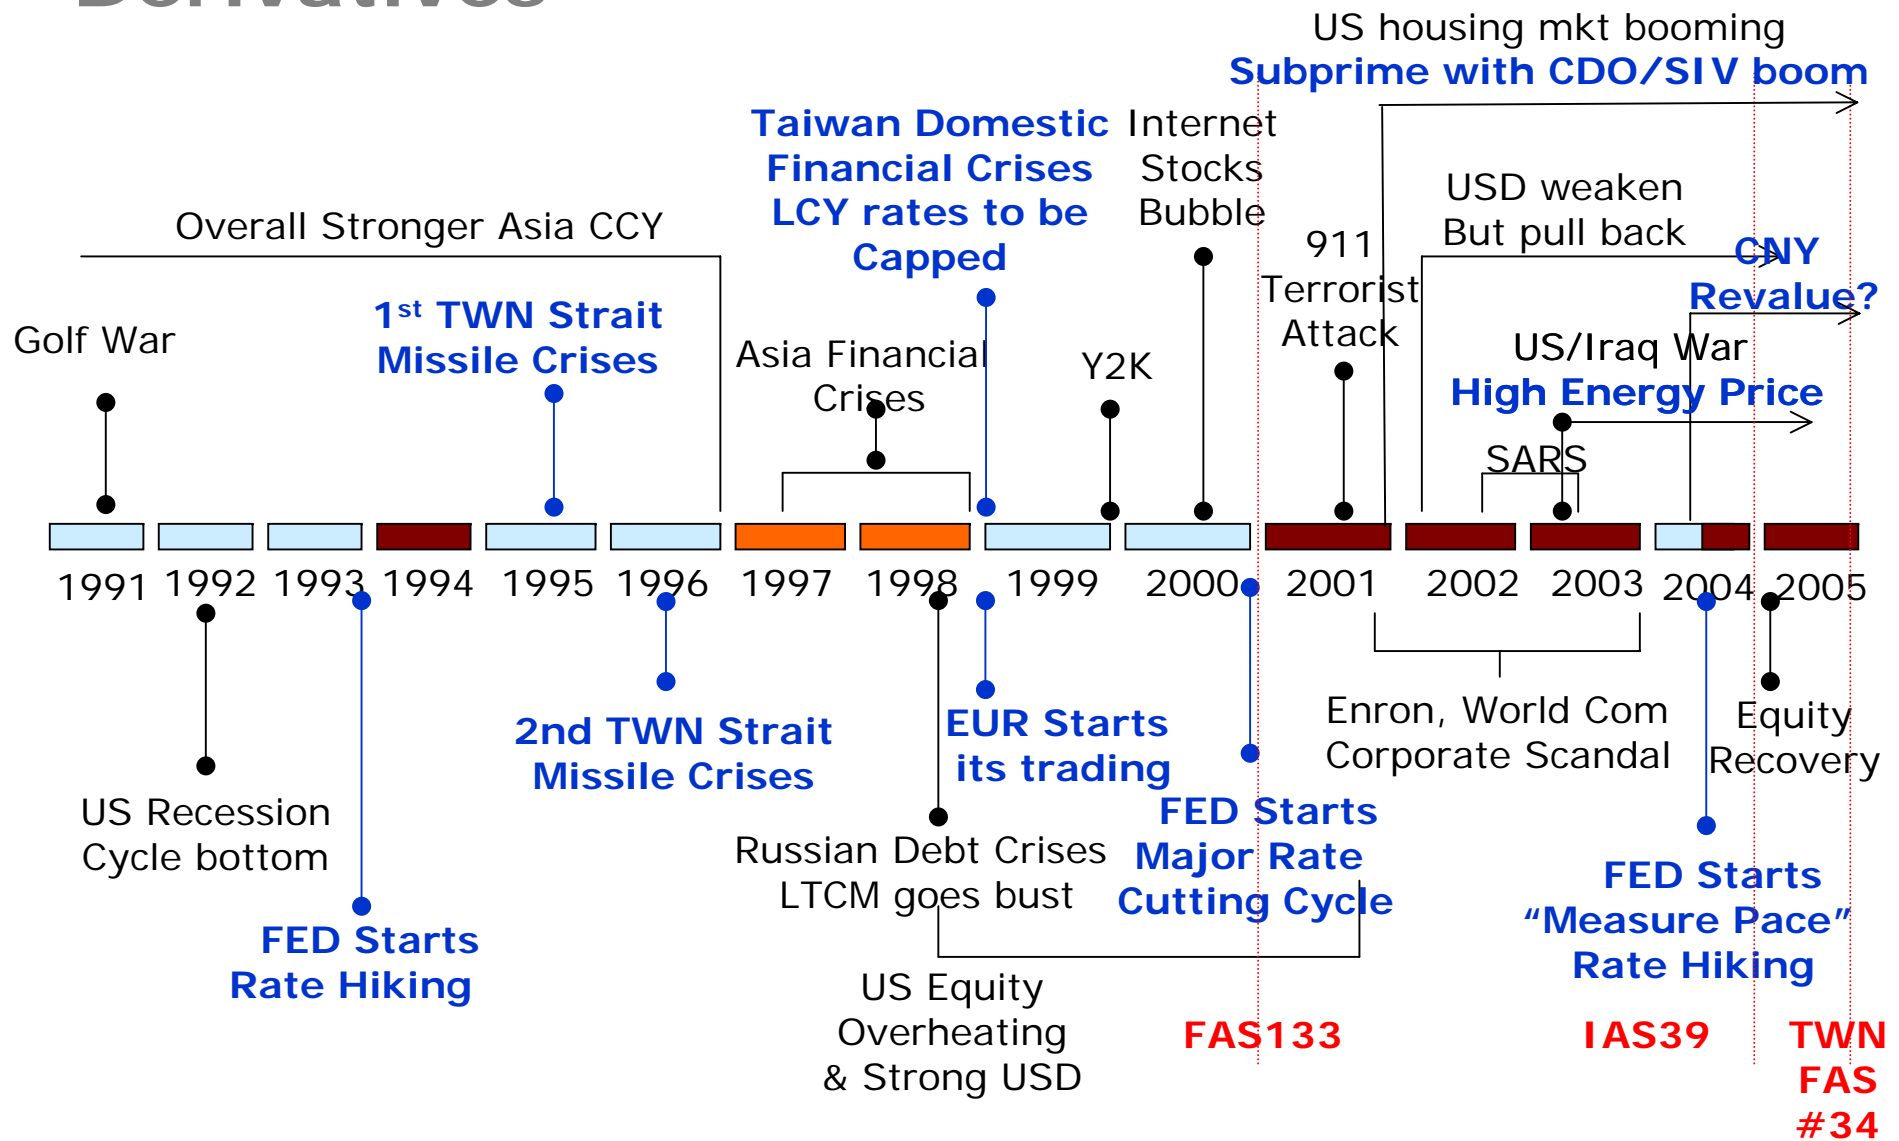 Derivatives
US housing mkt booming
Subprime with CDO/SIV boom
Taiwan Domestic
Financial Crises
LCY rates to be
Capped
Internet
Stocks
Bubble
USD weaken
But pull back
Overall Stronger Asia CCY
911
Terrorist
Attack
CNY
Revalue?
1st TWN Strait
Missile Crises
Golf War
Asia Financial
Crises
Y2K
US/Iraq War
High Energy Price
SARS
1991
1992
1993
1994
1995
1996
1997
1998
1999
2000
2001
2002
2003
2004
2005
US Recession
Cycle bottom
FED Starts
Rate Hiking
2nd TWN Strait
Missile Crises
EUR Starts
its trading
Russian Debt Crises
LTCM goes bust
FED Starts
Major Rate
Cutting Cycle
Enron, World Com
Corporate Scandal
Equity
Recovery
FED Starts
“Measure Pace”
Rate Hiking
US Equity
Overheating
& Strong USD
FAS133
IAS39
TWN
FAS
#34